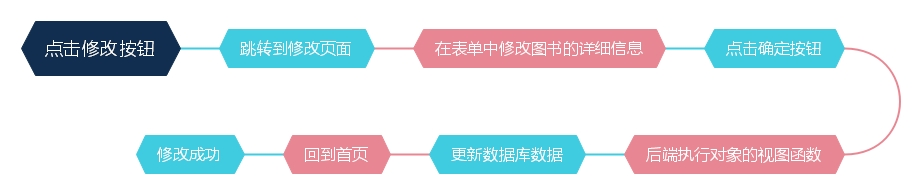 点击修改按钮
跳转到修改页面
在表单中修改图书的详细信息
点击确定按钮
后端执行对象的视图函数
更新数据库数据
回到首页
修改成功